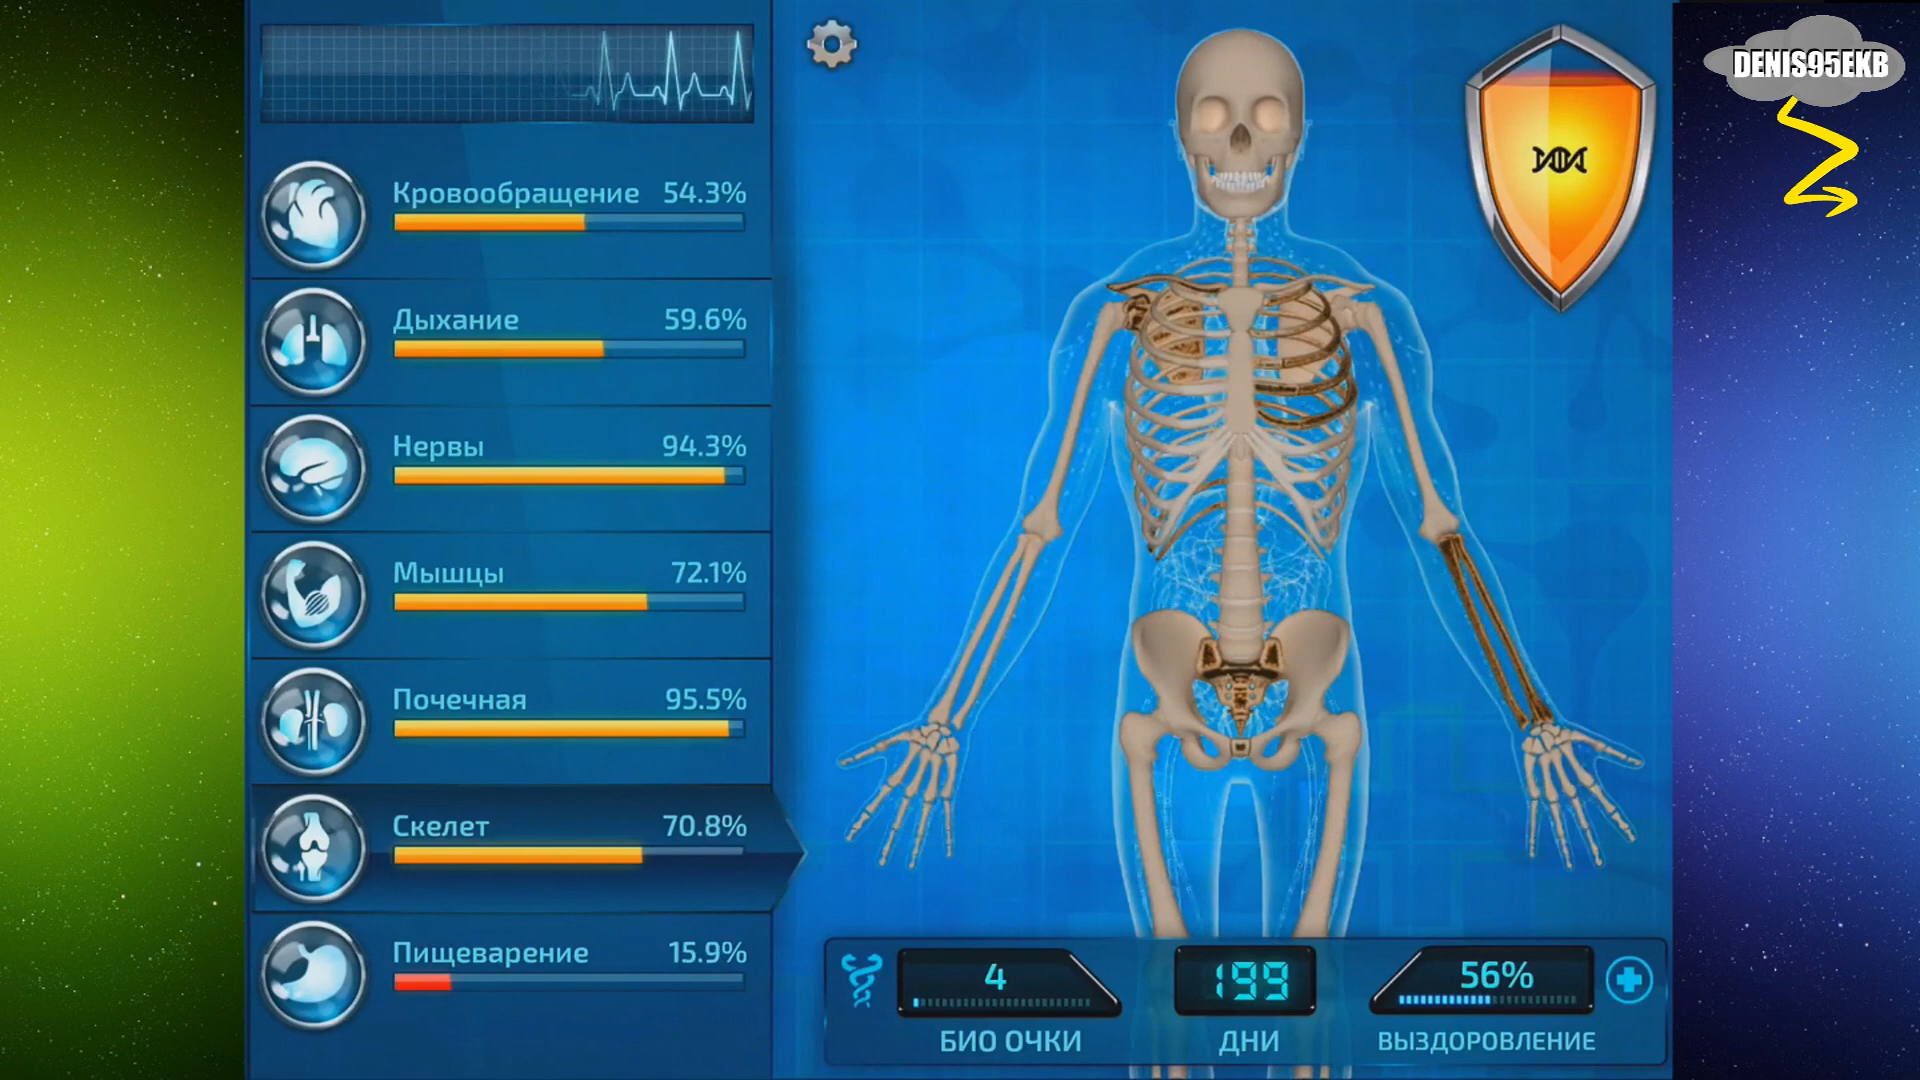 DENIS95EKB
Кровообращение 54.3%
Дыхание 59.6%
Нервы 94.3%
Мышцы 72.1%
Почечная 95.5%
Скелет 70.8%
Пищеварение 15.9%
4
БИО ОЧКИ
199
ДНИ
56%
ВЫЗДОРОВЛЕНИЕ